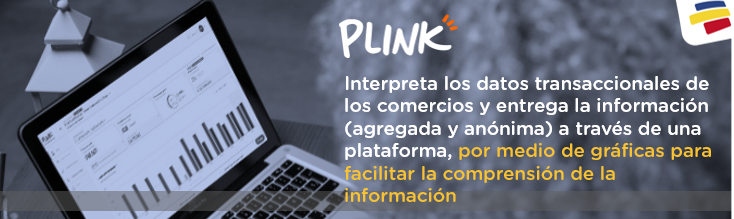 PLINK
Interpreta los datos transaccionales de
los comercios y entrega la información
(agregada y anónima) a través de una
plataforma, por medio de gráficas para
facilitar la comprensión de la
información